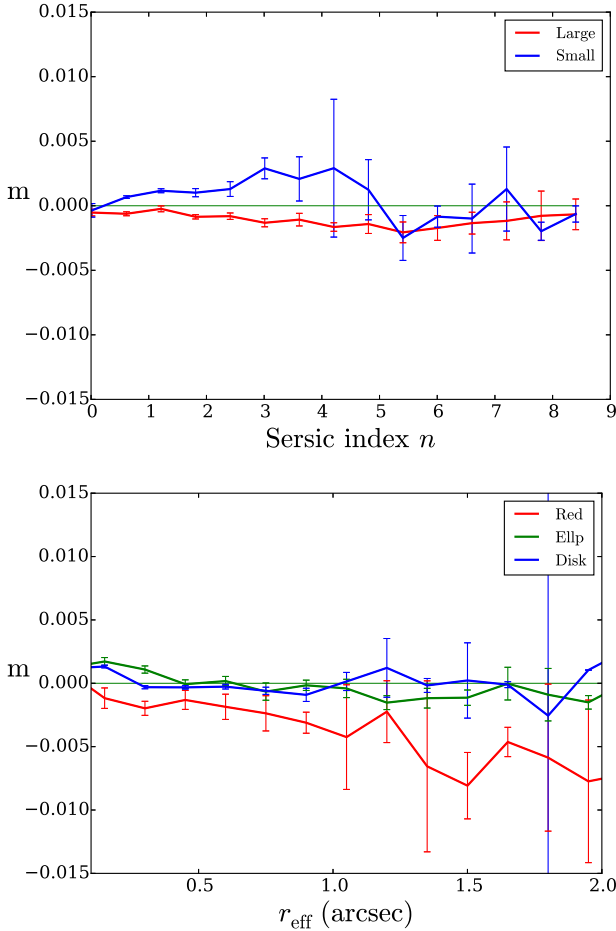 0.015
0.010
0.005
0.000
−0.005
−0.010
−0.015
m
Large
Small
0 1 2 3 4 5 6 7 8 9
Sersic index n
0.015
0.010
0.005
0.000
−0.005
−0.010
−0.015
m
Red
Ellp
Disk
0.5 1.0 1.5 2.0
r_eff (arcsec)